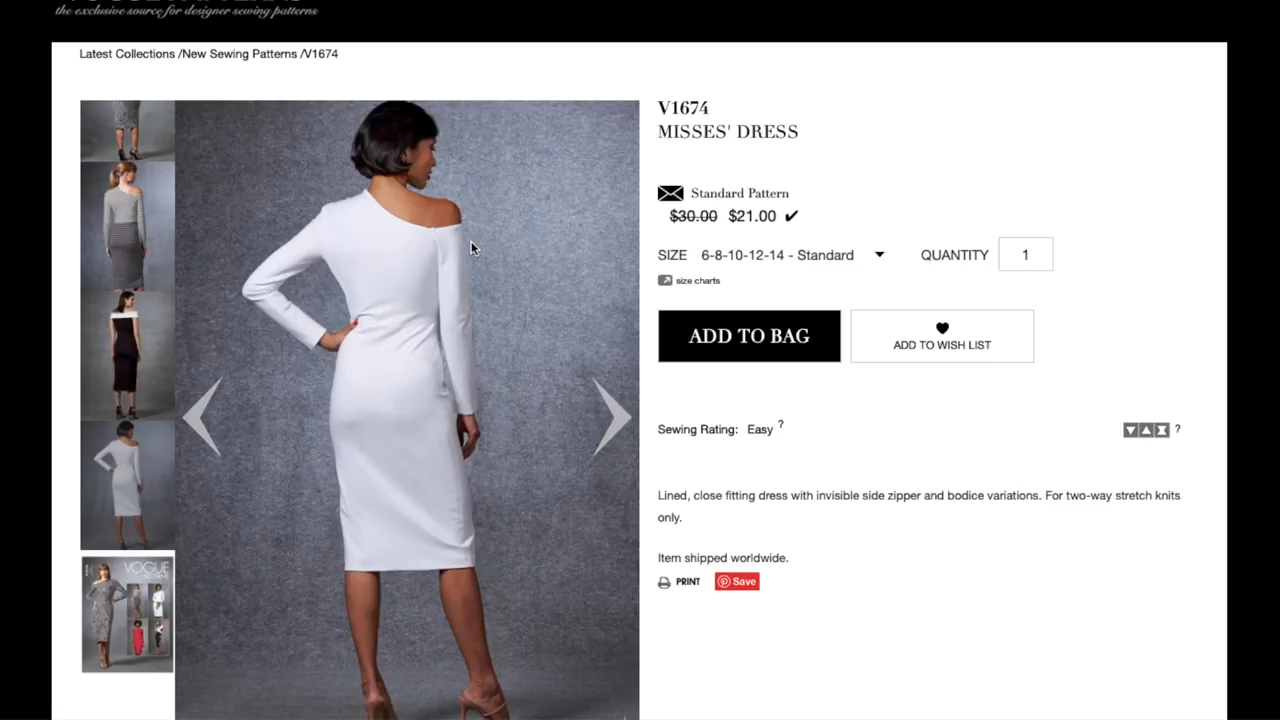 the exclusive source for designer sewing patterns
Latest Collections /New Sewing Patterns /V1674
V1674
MISSES' DRESS
Standard Pattern
$30.00 $21.00 ✔
SIZE 6-8-10-12-14 - Standard QUANTITY 1
size charts
ADD TO BAG
ADD TO WISH LIST
Sewing Rating: Easy ?
?
Lined, close fitting dress with invisible side zipper and bodice variations. For two-way stretch knits
only.
Item shipped worldwide.
PRINT Save
VOGUE